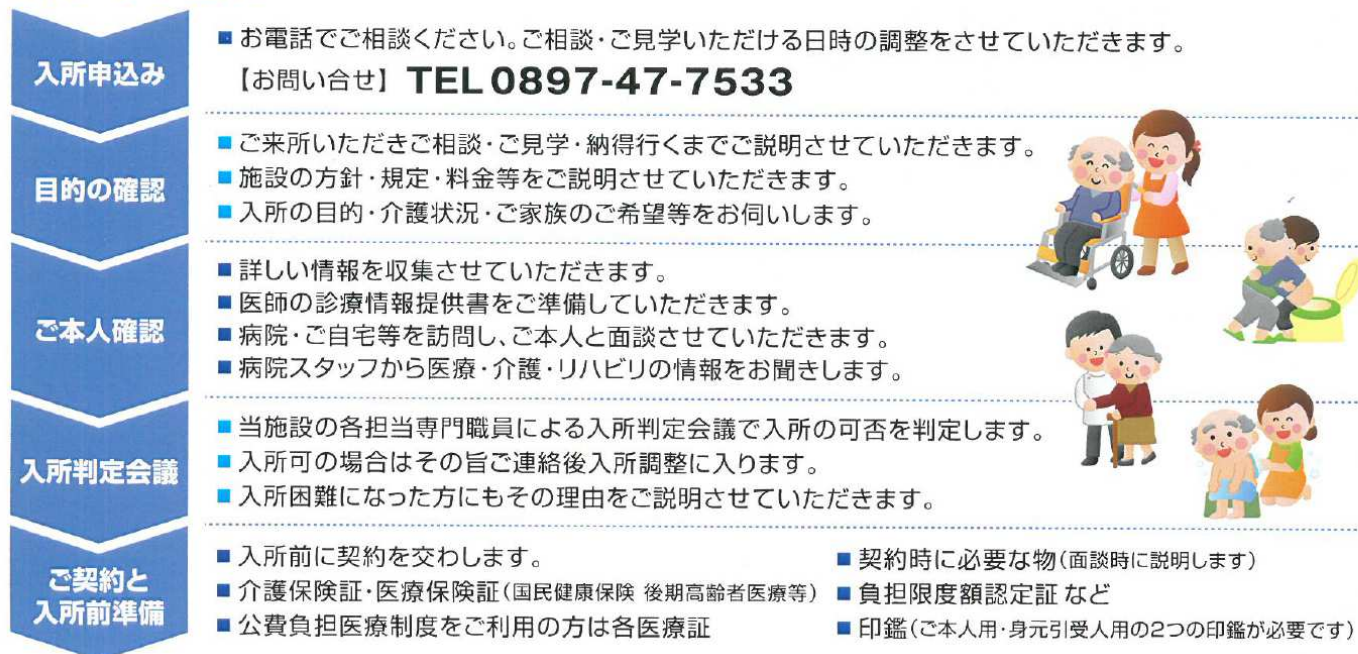 入所申込み
■お電話でご相談ください。ご相談・ご見学いただける日時の調整をさせていただきます。
【お問い合せ】TEL0897-47-7533
目的の確認
■ご来所いただきご相談・ご見学・納得行くまでご説明させていただきます。
■施設の方針・規定・料金等をご説明させていただきます。
■入所の目的・介護状況・ご家族のご希望等をお伺いします。
ご本人確認
■詳しい情報を収集させていただきます。
■医師の診療情報提供書をご準備していただきます。
■病院・ご自宅等を訪問し、ご本人と面談させていただきます。
■病院スタッフから医療・介護・リハビリの情報をお聞きします。
入所判定会議
■当施設の各担当専門職員による入所判定会議で入所の可否を判定します。
■入所可の場合はその旨ご連絡後入所調整に入ります。
■入所困難になった方にもその理由をご説明させていただきます。
ご契約と
入所前準備
■入所前に契約を交わします。
■介護保険証・医療保険証(国民健康保険 後期高齢者医療等)
■公費負担医療制度をご利用の方は各医療証
■契約時に必要な物(面談時に説明します)
■負担限度額認定証 など
■印鑑(ご本人用・身元引受人用の2つの印鑑が必要です)